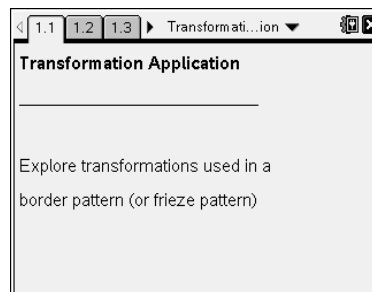 1.1 1.2 1.3 Transformati...ion
Transformation Application
Explore transformations used in a
border pattern (or frieze pattern)